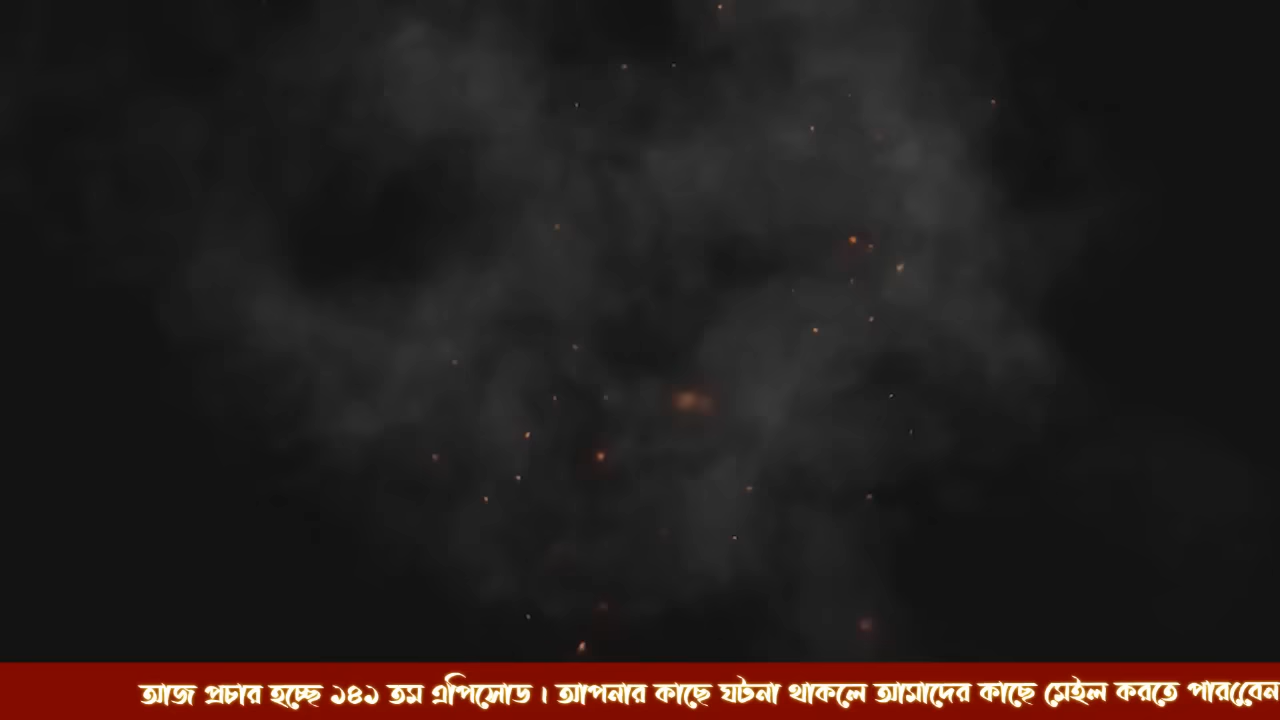 আজ প্রচার হচ্ছে ১৪১ তম এপিসোড। আপনার কাছে ঘটনা থাকলে আমাদের কাছে মেইল করতে পারবেন